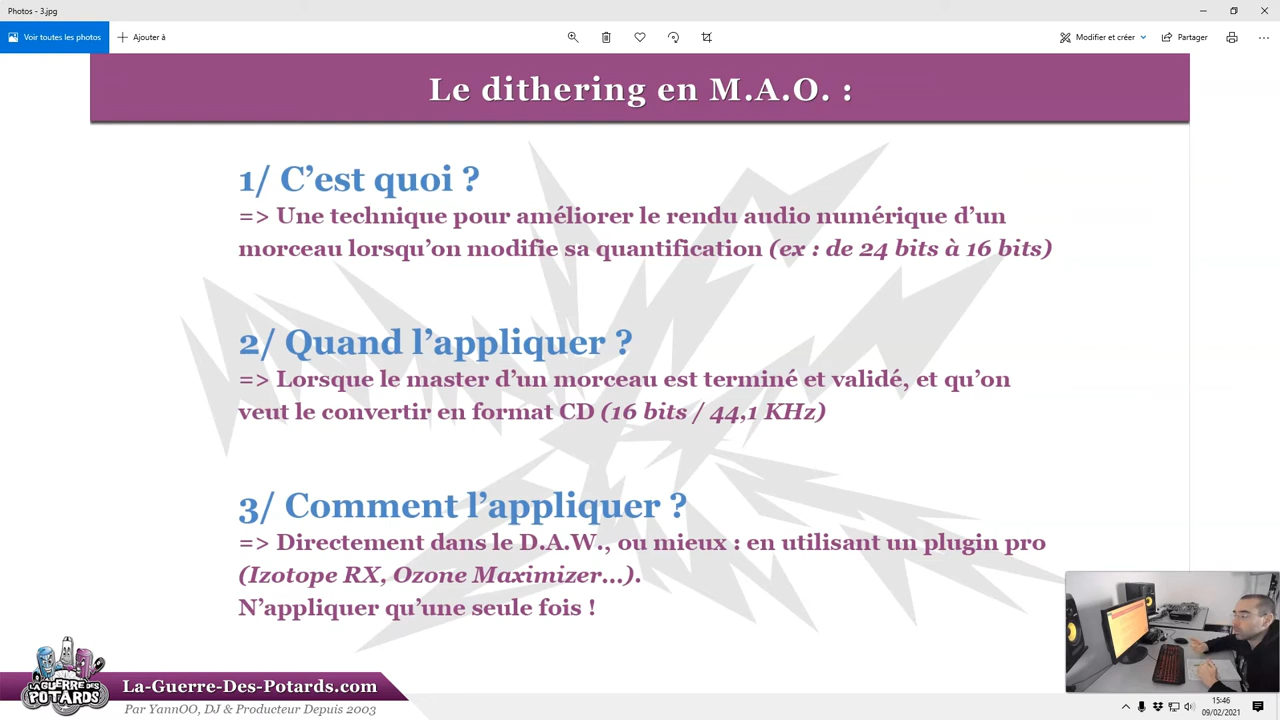 Photos - 3.jpg
Voir toutes les photos
Ajouter à
Modifier et créer
Partager
Le dithering en M.A.O. :
1/ C’est quoi ?
=> Une technique pour améliorer le rendu audio numérique d’un
morceau lorsqu’on modifie sa quantification (ex : de 24 bits à 16 bits)
2/ Quand l’appliquer ?
=> Lorsque le master d’un morceau est terminé et validé, et qu’on
veut le convertir en format CD (16 bits / 44,1 KHz)
3/ Comment l’appliquer ?
=> Directement dans le D.A.W., ou mieux : en utilisant un plugin pro
(Izotope RX, Ozone Maximizer...).
N’appliquer qu’une seule fois !
LA GUERRE DES
POTARDS
La-Guerre-Des-Potards.com
Par YannOO, DJ & Producteur Depuis 2003
15:46
09/02/2021